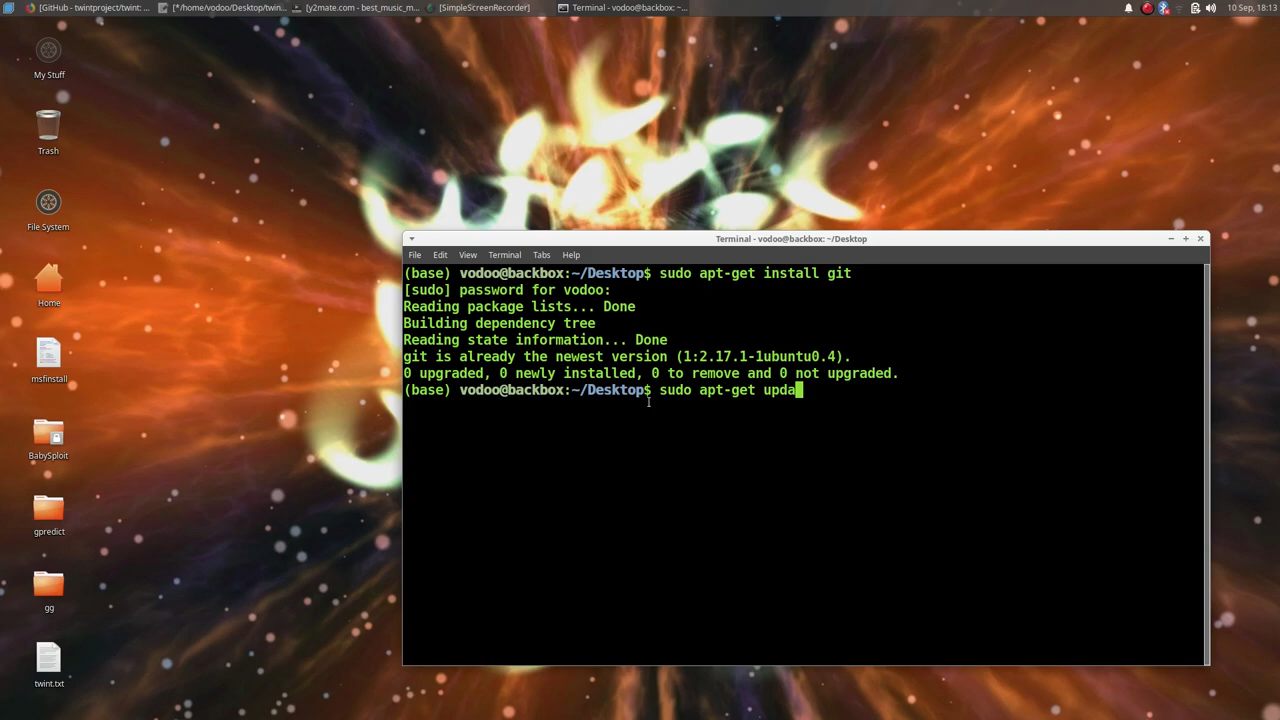 [GitHub - twintproject/twint: ...
[*/home/vodoo/Desktop/twin...
[y2mate.com - best_music_m...
[SimpleScreenRecorder]
Terminal - vodoo@backbox: ~...
10 Sep, 18:13
My Stuff
Trash
File System
Home
msfinstall
BabySploit
gpredict
gg
twint.txt
Terminal - vodoo@backbox: ~/Desktop
File Edit View Terminal Tabs Help
(base) vodoo@backbox:~/Desktop$ sudo apt-get install git
[sudo] password for vodoo:
Reading package lists... Done
Building dependency tree
Reading state information... Done
git is already the newest version (1:2.17.1-1ubuntu0.4).
0 upgraded, 0 newly installed, 0 to remove and 0 not upgraded.
(base) vodoo@backbox:~/Desktop$ sudo apt-get upda